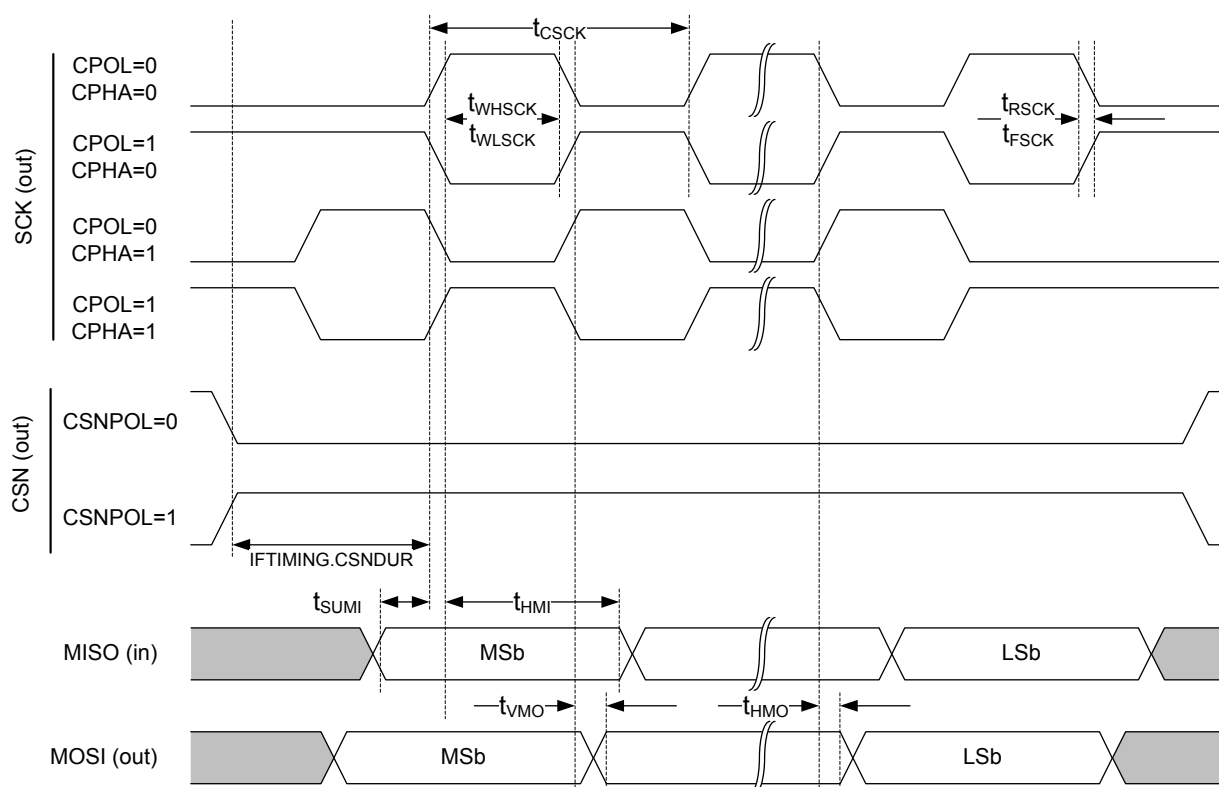 tCSCK
CPOL=0
CPHA=0
tWHSCK
tWLSCK
tRSCK
tFSCK
CPOL=1
CPHA=0
SCK (out)
CPOL=0
CPHA=1
CPOL=1
CPHA=1
CSN (out)
CSNPOL=0
CSNPOL=1
IFTIMING.CSNDUR
tSUMI
tHMI
MISO (in)
MSb
LSb
tVMO
tHMO
MOSI (out)
MSb
LSb